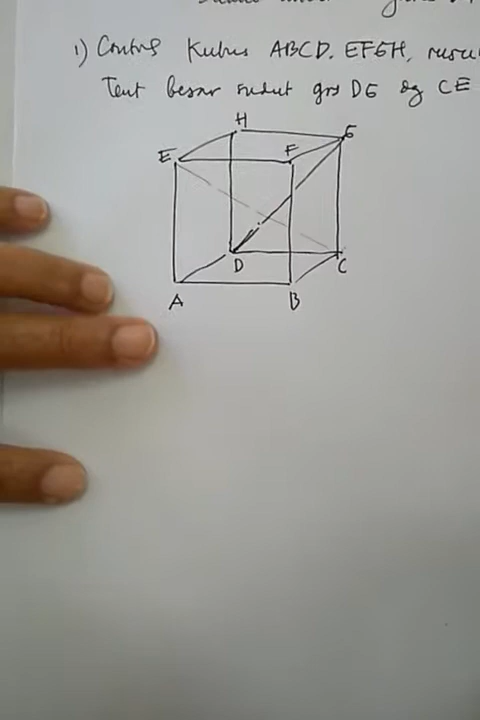 1) Contoh Kubus ABCD. EFGH,
Tent besar sudut grs DG dg CE
H
G
E
F
D
C
A
B